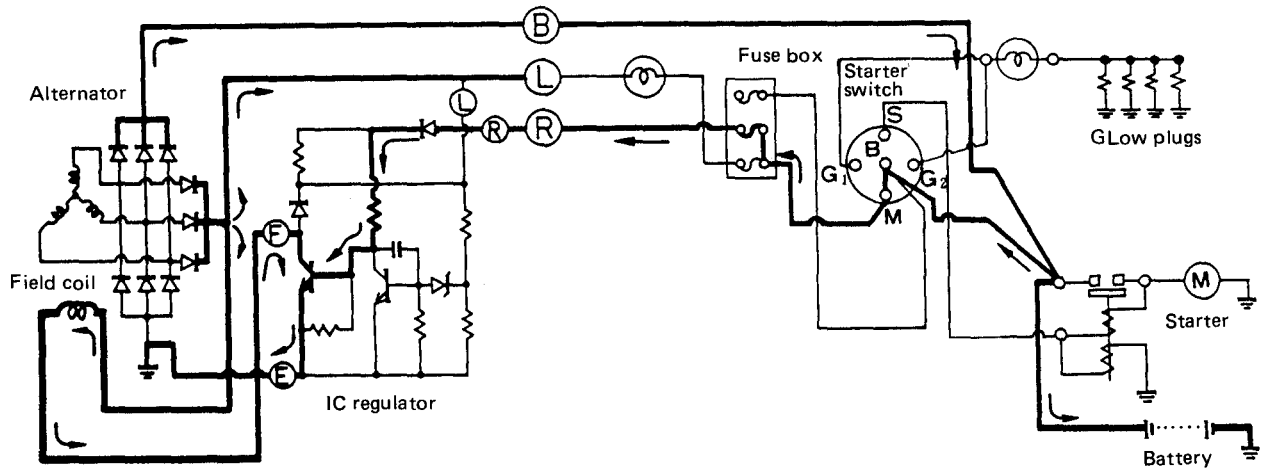 B
Fuse box
L
Starter
switch
Alternator
L
S
GLow plugs
R
R
B
G1
G2
M
F
Field coil
M
Starter
E
IC regulator
Battery